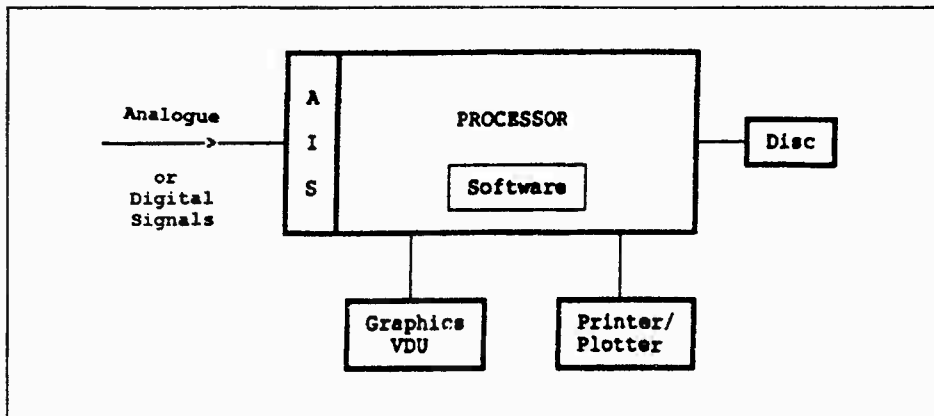 Analogue
or
Digital
Signals
A
I
S
PROCESSOR
Software
Disc
Graphics
VDU
Printer/
Plotter